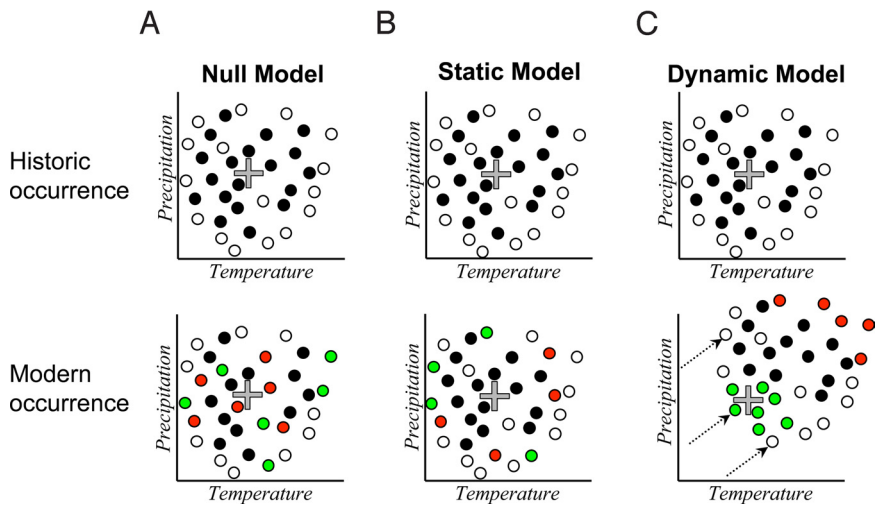 A B C
Null Model Static Model Dynamic Model
Historic
occurrence
Precipitation Precipitation Precipitation
Temperature Temperature Temperature
Modern
occurrence
Precipitation Precipitation Precipitation
Temperature Temperature Temperature